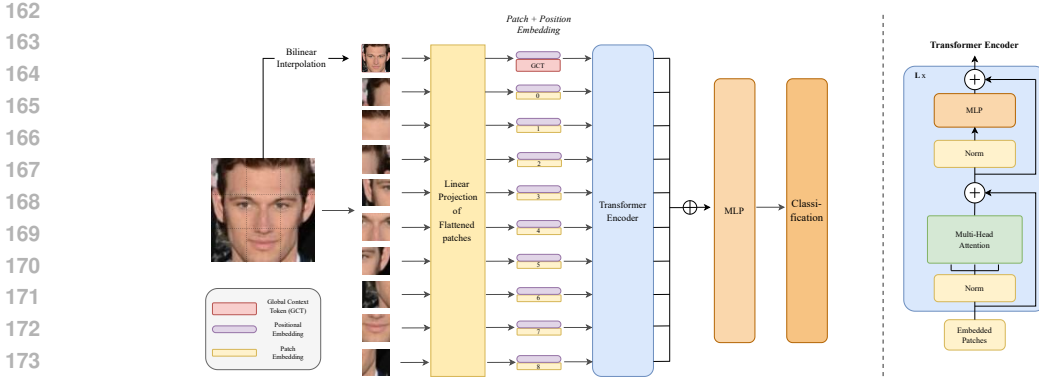 162
163
164
165
166
167
168
169
170
171
172
173
Bilinear
Interpolation
Patch + Position
Embedding
GCT
0
1
2
3
4
5
6
7
8
Linear
Projection
of
Flattened
patches
Transformer
Encoder
MLP
Classi-
fication
Global Context
Token (GCT)
Positional
Embedding
Patch
Embedding
Transformer Encoder
L x
MLP
Norm
Multi-Head
Attention
Norm
Embedded
Patches